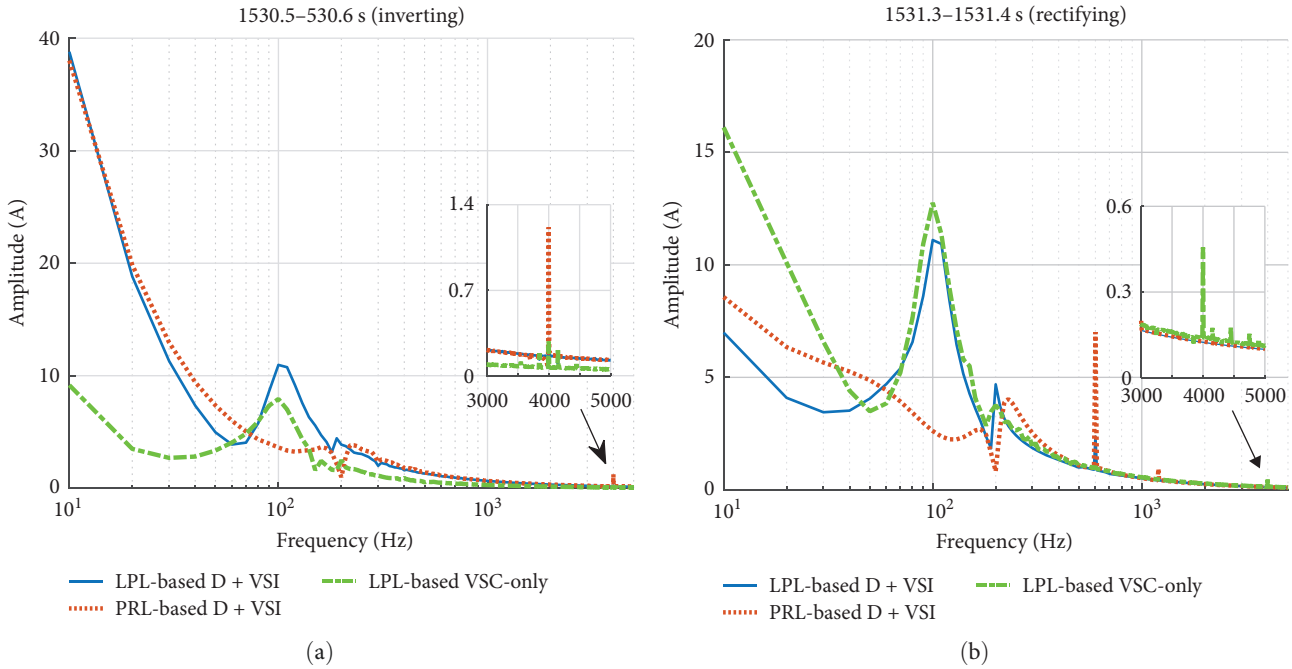 1530.5–530.6 s (inverting)
40
30
20
10
0
Amplitude (A)
1.4
0.7
0
3000 4000 5000
10¹ 10² 10³
Frequency (Hz)
LPL-based D + VSI
PRL-based D + VSI
LPL-based VSC-only
(a)
1531.3–1531.4 s (rectifying)
20
15
10
5
0
Amplitude (A)
0.6
0.3
0
3000 4000 5000
10¹ 10² 10³
Frequency (Hz)
LPL-based D + VSI
PRL-based D + VSI
LPL-based VSC-only
(b)